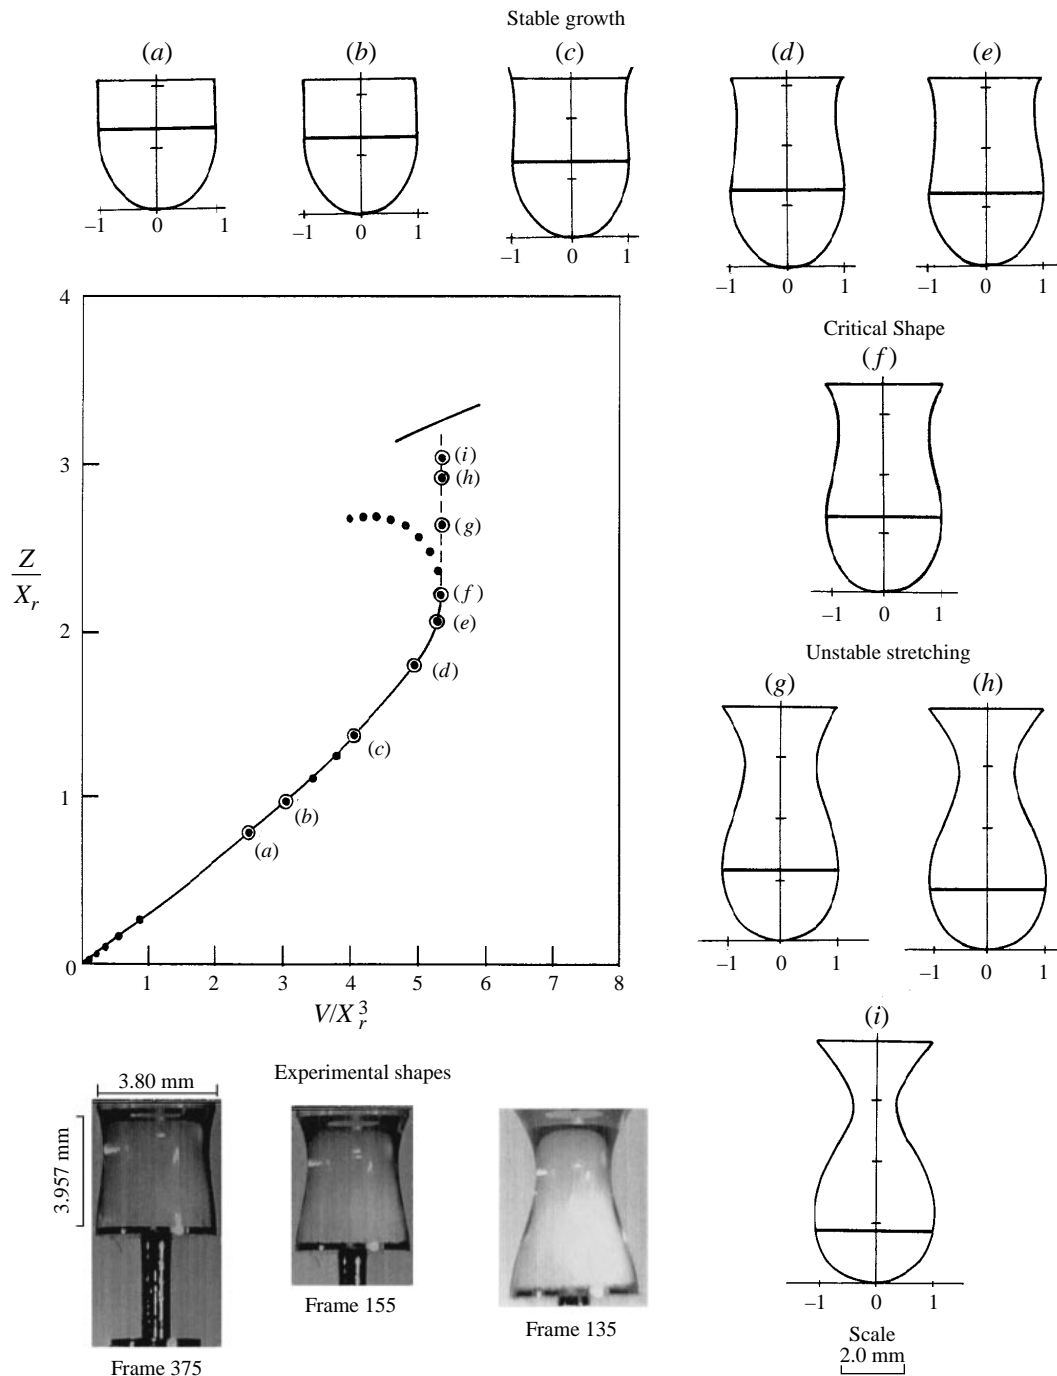 Stable growth
(a) (b) (c) (d) (e)
–1 0 1
–1 0 1
–1 0 1
–1 0 1
–1 0 1
Critical Shape
(f)
–1 0 1
Unstable stretching
(g) (h)
–1 0 1
–1 0 1
(i)
–1 0 1
Scale
2.0 mm
4
3
2
1
0
Z
X_r
(i)
(h)
(g)
(f)
(e)
(d)
(c)
(b)
(a)
1 2 3 4 5 6 7 8
V/X_r^3
Experimental shapes
3.80 mm
3.957 mm
Frame 375
Frame 155
Frame 135